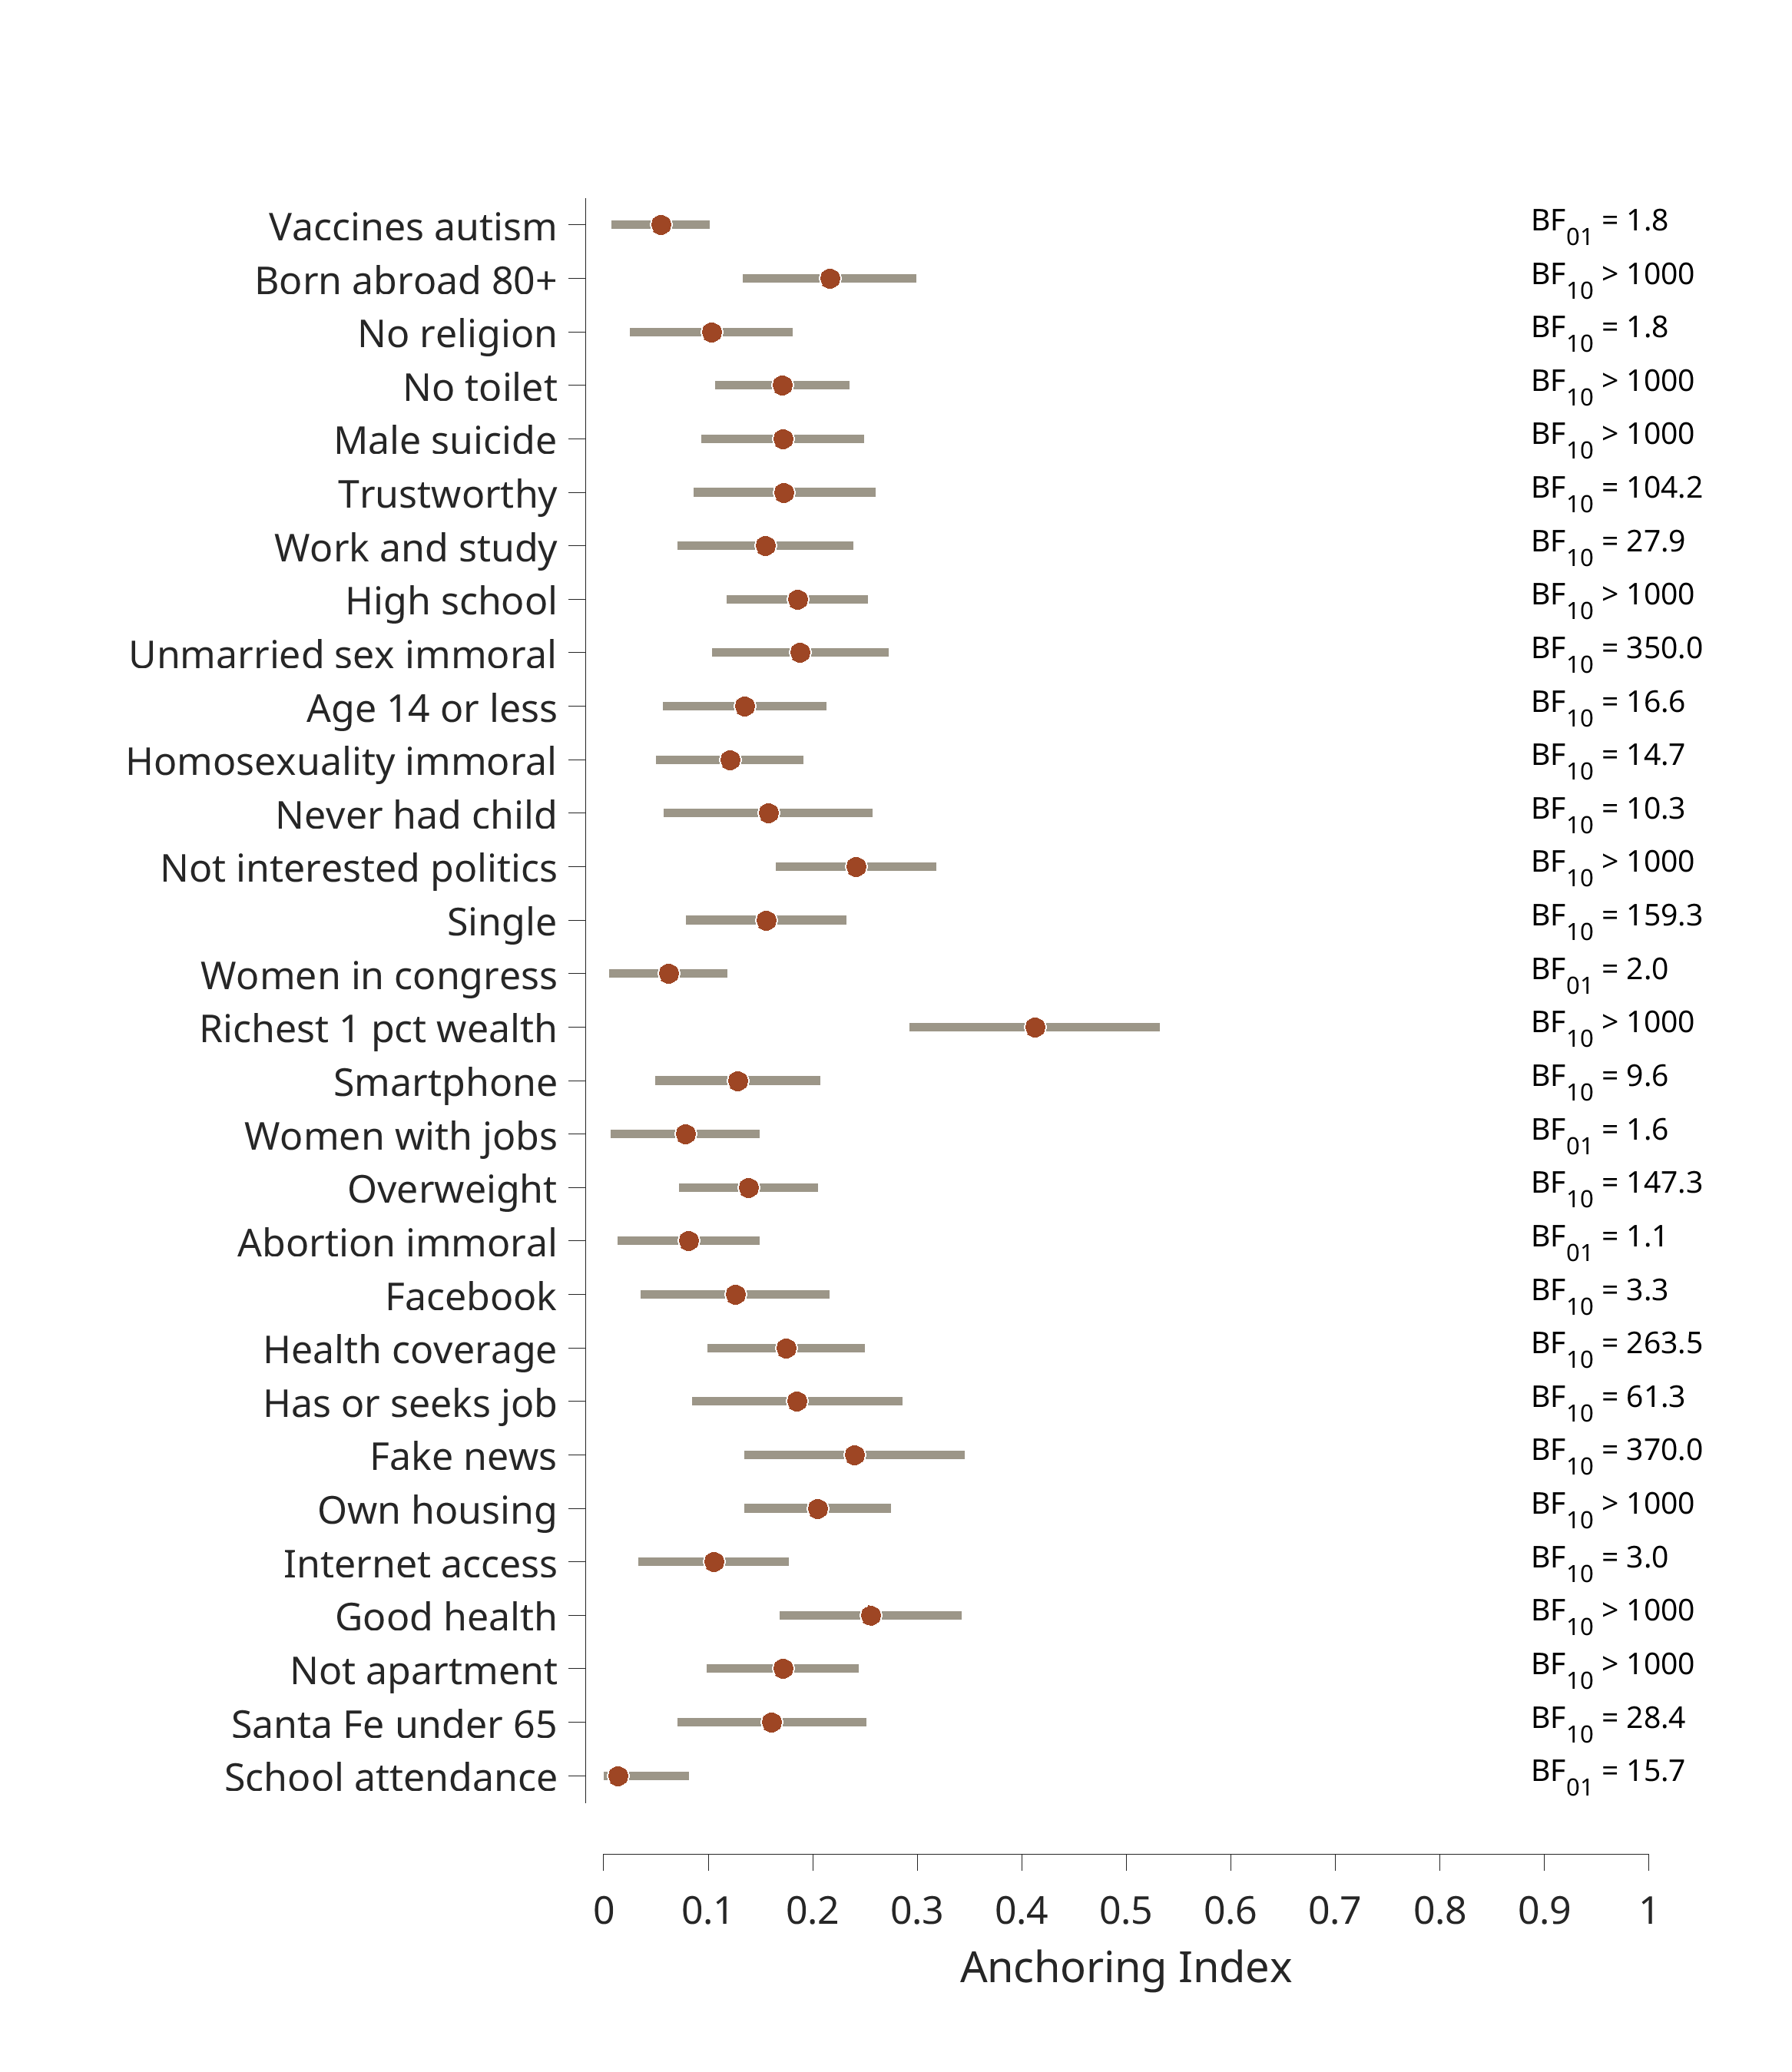 Vaccines autism BF01 = 1.8
Born abroad 80+ BF10 > 1000
No religion BF10 = 1.8
No toilet BF10 > 1000
Male suicide BF10 > 1000
Trustworthy BF10 = 104.2
Work and study BF10 = 27.9
High school BF10 > 1000
Unmarried sex immoral BF10 = 350.0
Age 14 or less BF10 = 16.6
Homosexuality immoral BF10 = 14.7
Never had child BF10 = 10.3
Not interested politics BF10 > 1000
Single BF10 = 159.3
Women in congress BF01 = 2.0
Richest 1 pct wealth BF10 > 1000
Smartphone BF10 = 9.6
Women with jobs BF01 = 1.6
Overweight BF10 = 147.3
Abortion immoral BF01 = 1.1
Facebook BF10 = 3.3
Health coverage BF10 = 263.5
Has or seeks job BF10 = 61.3
Fake news BF10 = 370.0
Own housing BF10 > 1000
Internet access BF10 = 3.0
Good health BF10 > 1000
Not apartment BF10 > 1000
Santa Fe under 65 BF10 = 28.4
School attendance BF01 = 15.7
0 0.1 0.2 0.3 0.4 0.5 0.6 0.7 0.8 0.9 1
Anchoring Index